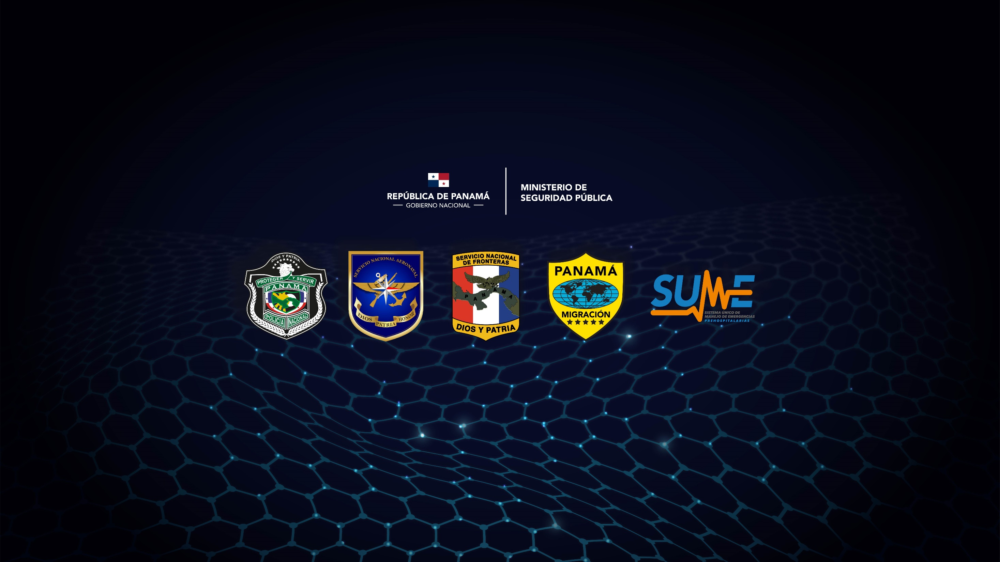 REPÚBLICA DE PANAMÁ
GOBIERNO NACIONAL
MINISTERIO DE
SEGURIDAD PÚBLICA
DIOS Y PATRIA
PROTEGER Y SERVIR
PANAMÁ
POLICIA NACIONAL
SERVICIO NACIONAL AERONAVAL
DIOS PATRIA HONOR
SERVICIO NACIONAL
DE FRONTERAS
PANAMA
DIOS Y PATRIA
PANAMÁ
MIGRACIÓN
SUME
SISTEMA ÚNICO DE
MANEJO DE EMERGENCIAS
PREHOSPITALARIAS